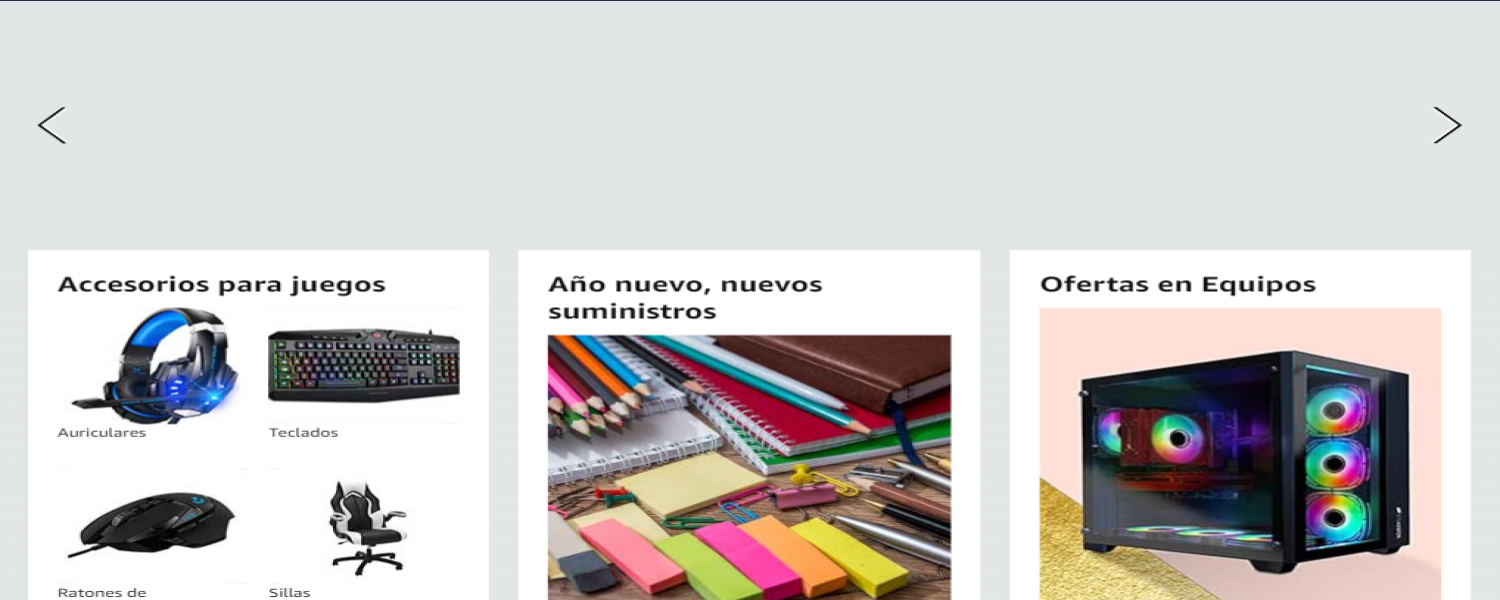 Accesorios para juegos
Auriculares
Teclados
Ratones de
Sillas
Año nuevo, nuevos
suministros
Ofertas en Equipos